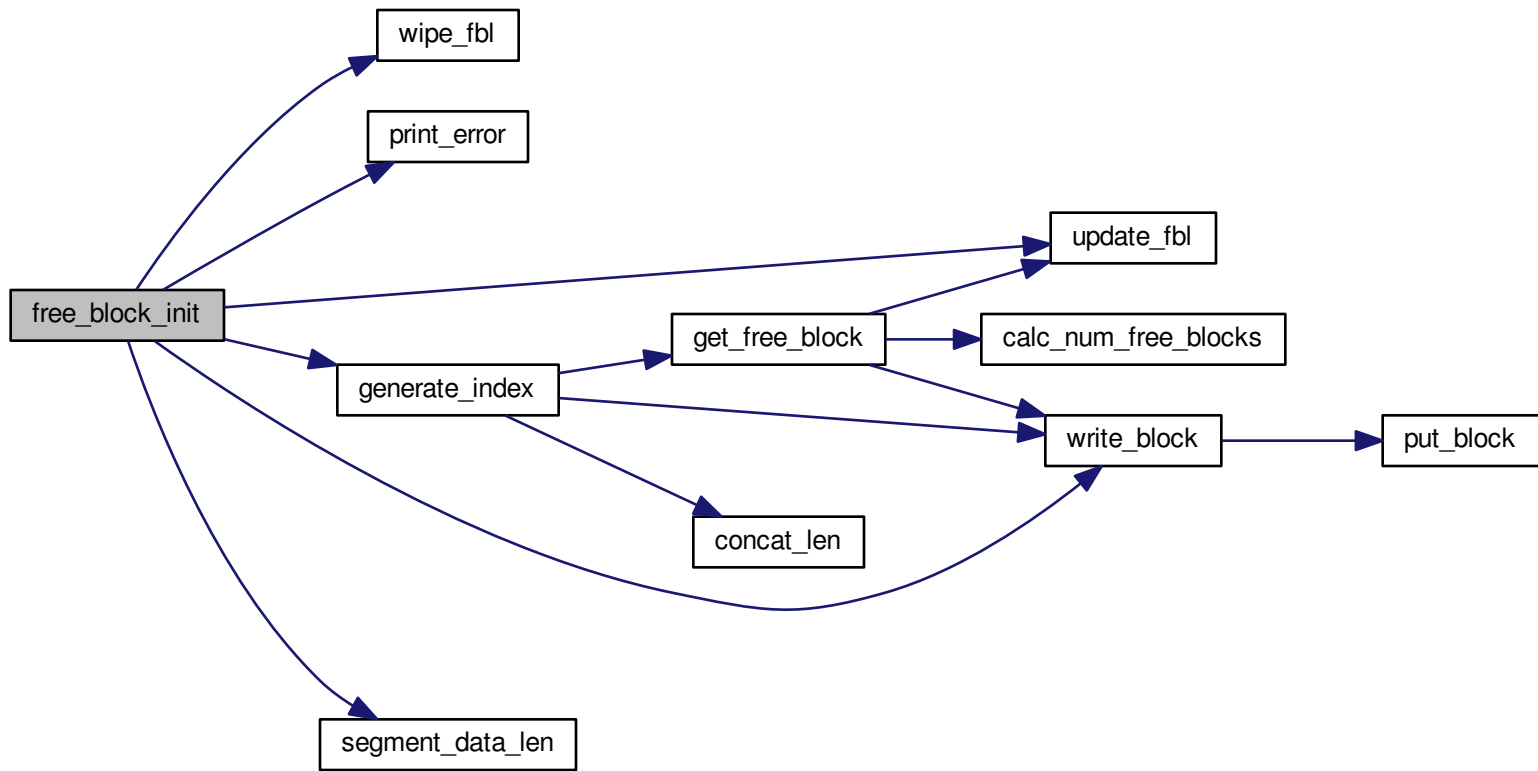 wipe_fbl
print_error
update_fbl
free_block_init
get_free_block
calc_num_free_blocks
generate_index
write_block
put_block
concat_len
segment_data_len